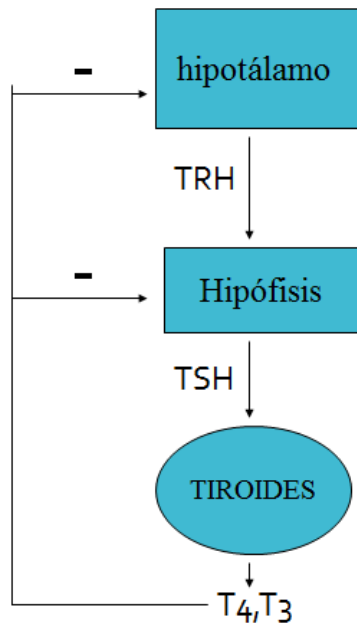 -
hipotálamo
TRH
-
Hipófisis
TSH
TIROIDES
T4,T3